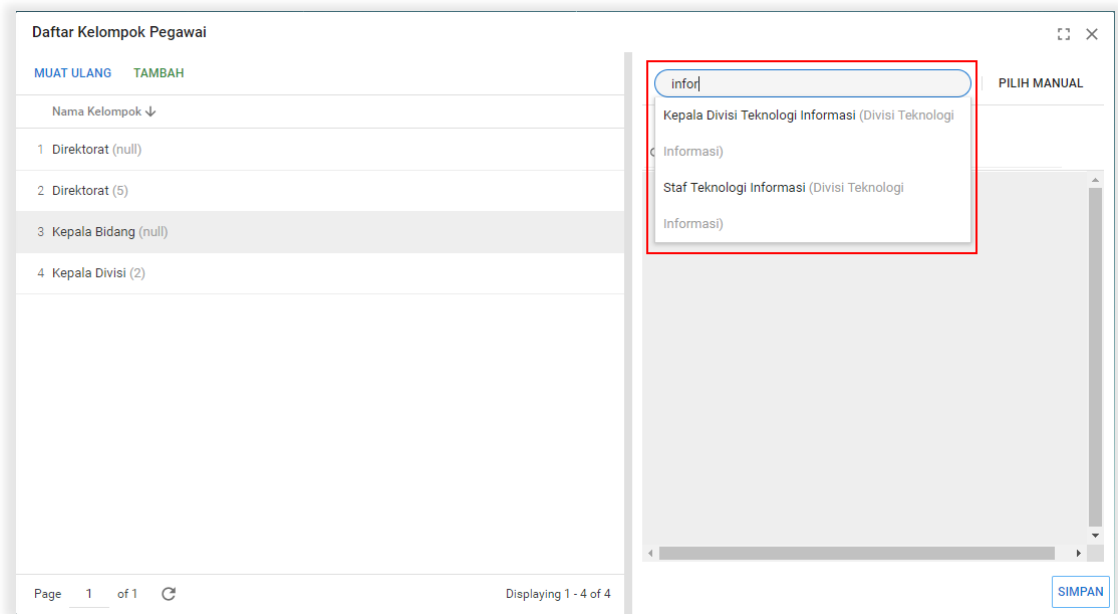 Daftar Kelompok Pegawai
MUAT ULANG TAMBAH
Nama Kelompok
1 Direktorat (null)
2 Direktorat (5)
3 Kepala Bidang (null)
4 Kepala Divisi (2)
Page 1 of 1
Displaying 1 - 4 of 4
infor
PILIH MANUAL
Kepala Divisi Teknologi Informasi (Divisi Teknologi
Informasi)
Staf Teknologi Informasi (Divisi Teknologi
Informasi)
SIMPAN